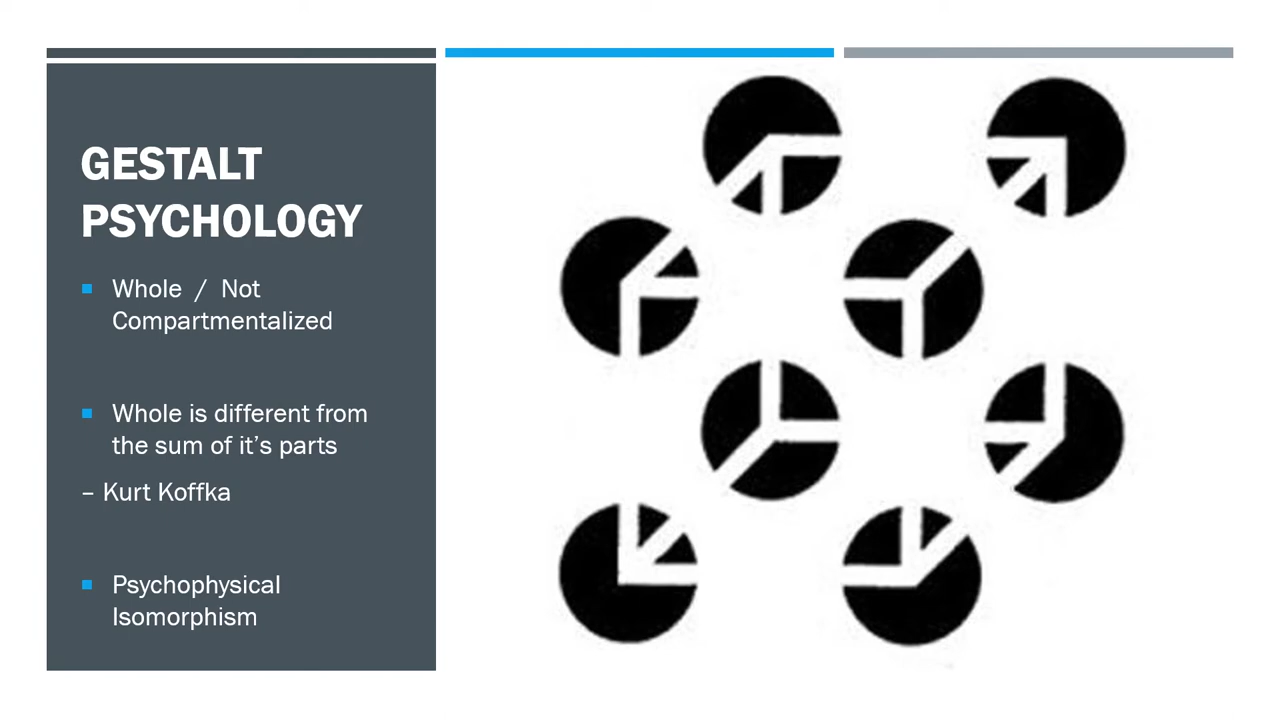 GESTALT
PSYCHOLOGY
Whole / Not
Compartmentalized
Whole is different from
the sum of it’s parts
– Kurt Koffka
Psychophysical
Isomorphism